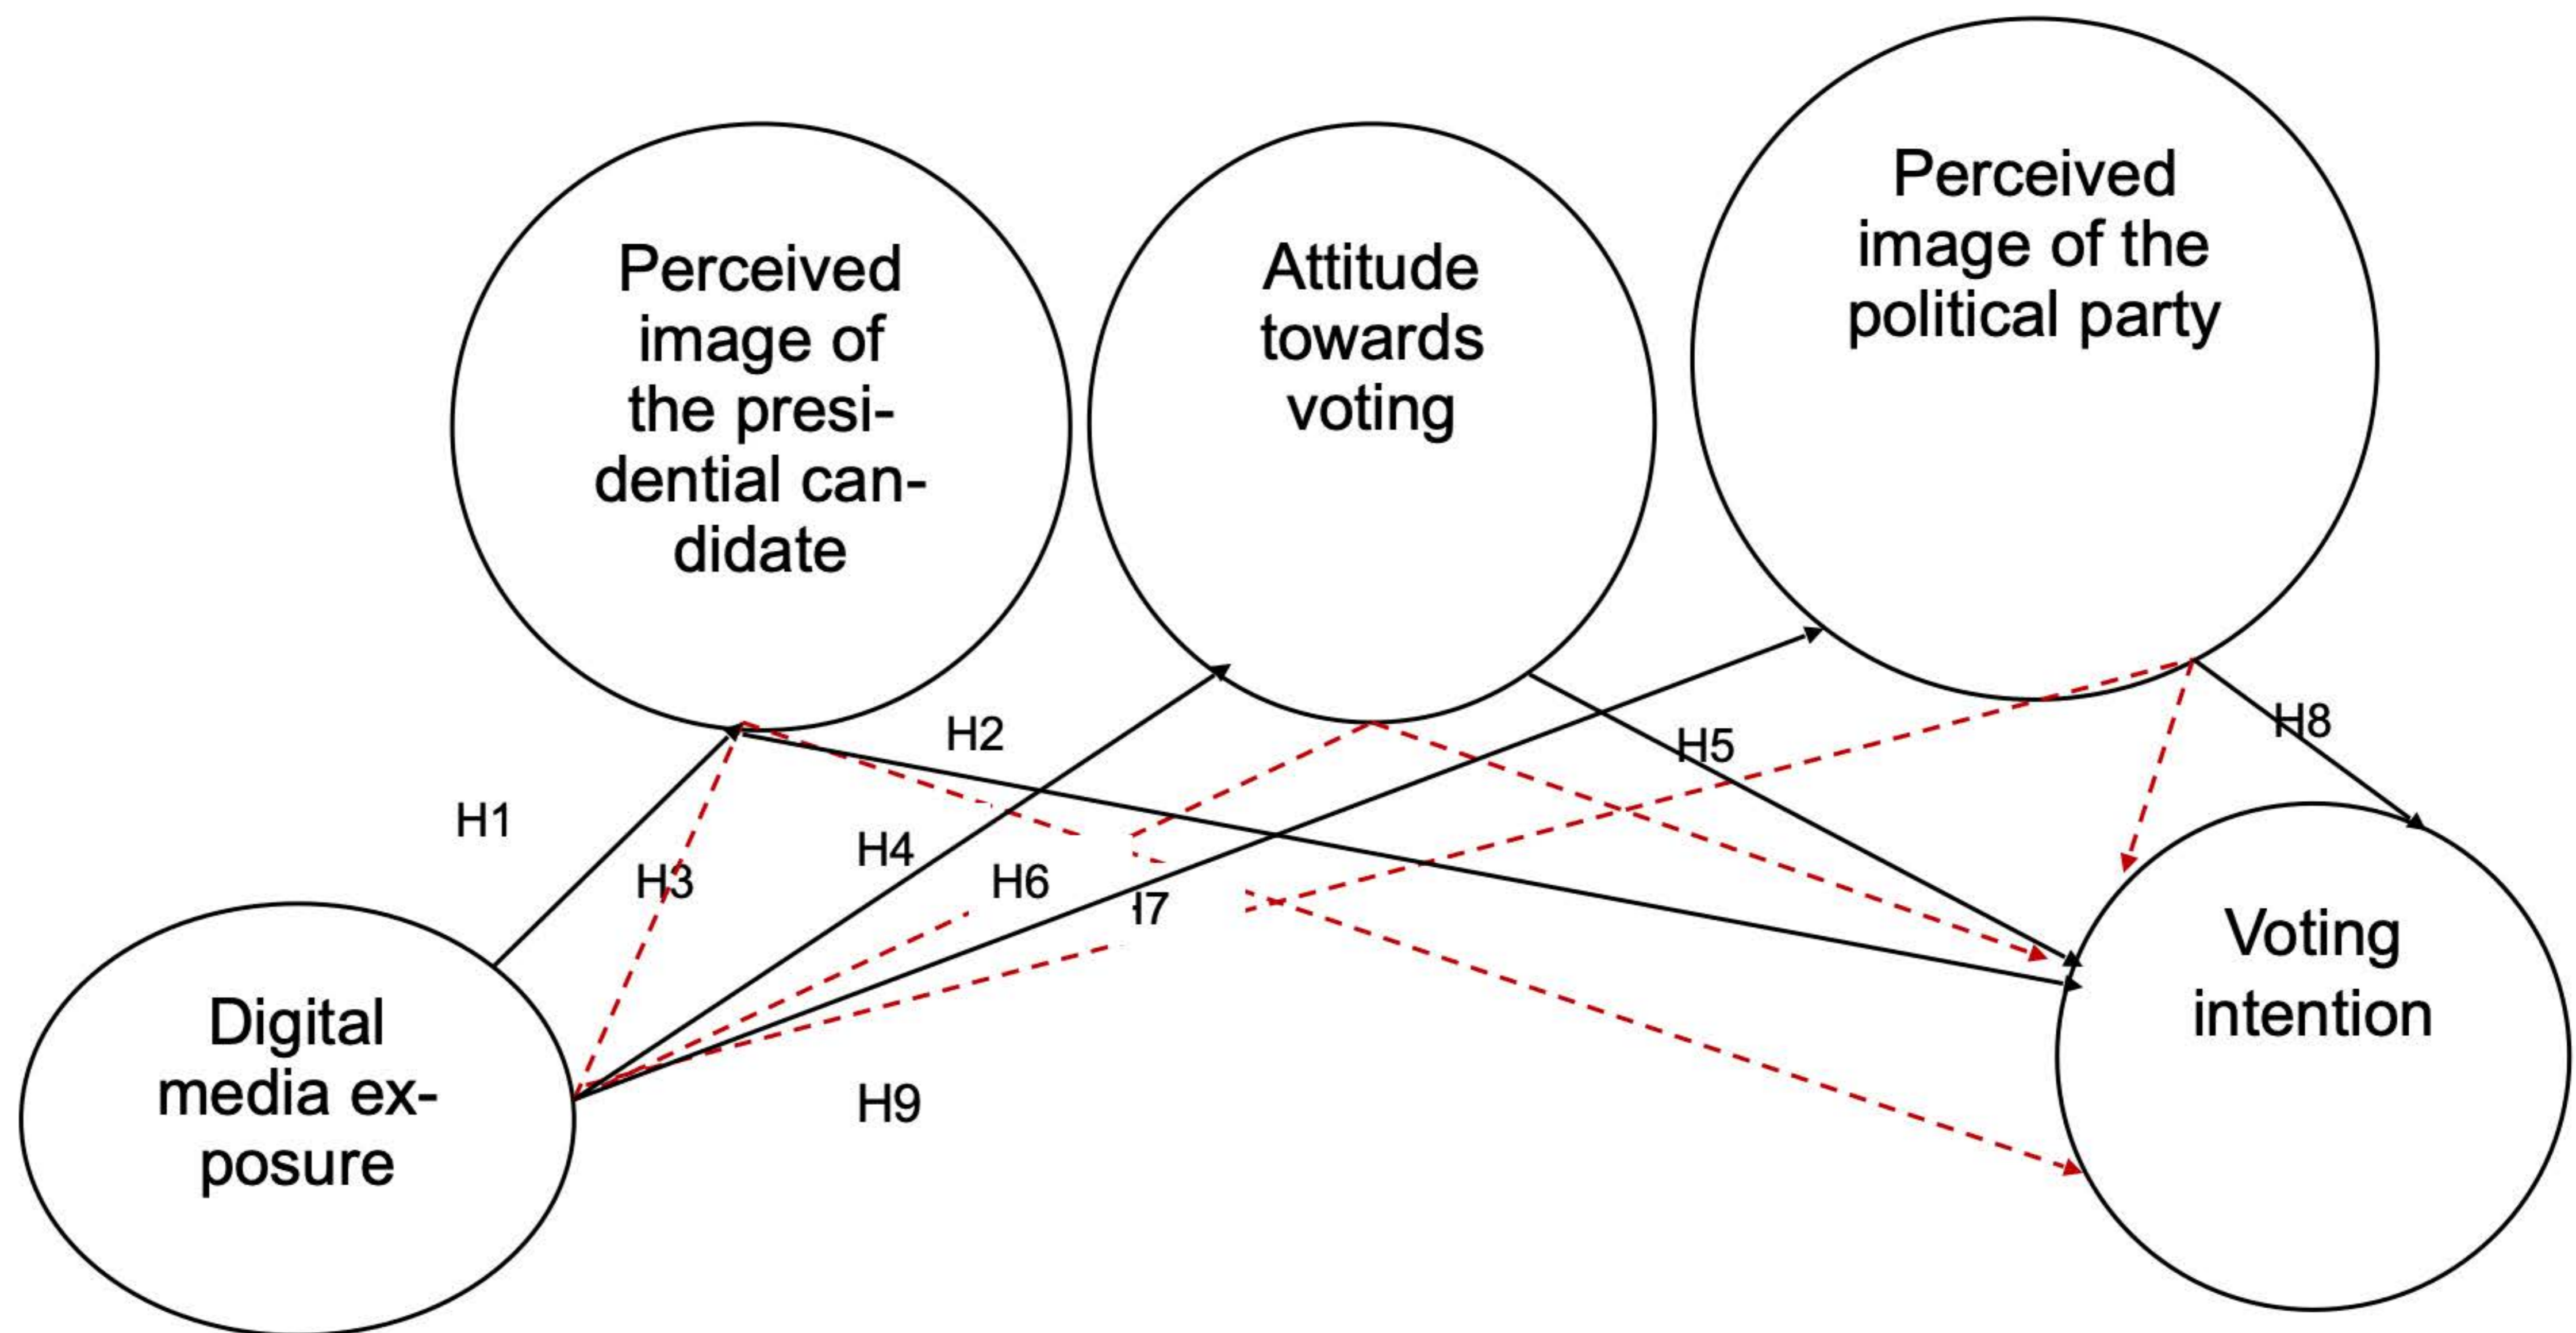 Perceived
image of
the presi-
dential can-
didate
Attitude
towards
voting
Perceived
image of the
political party
H2
H8
H5
H1
H4
H3
H6
I7
Digital
media ex-
posure
H9
Voting
intention